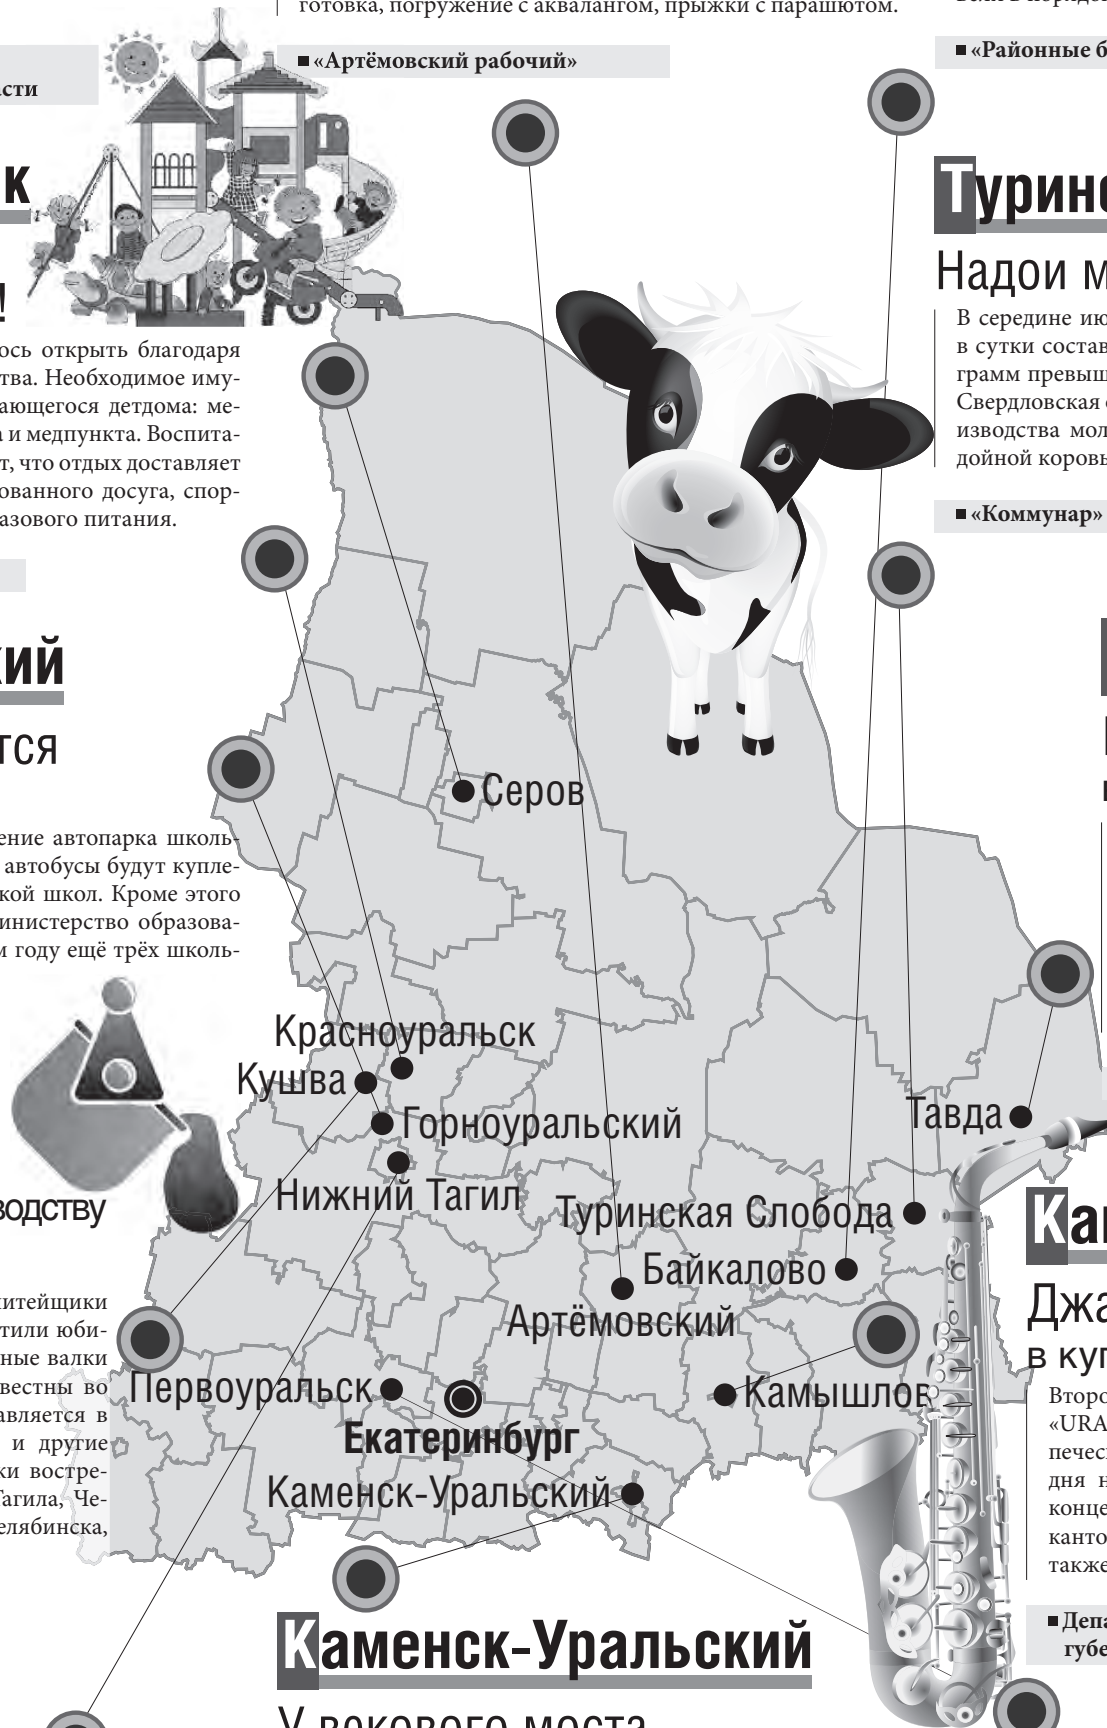 готовка, погружение с аквалангом, прыжки с парашютом.
«Артёмовский рабочий»
«Районные б
сти
к
!
ось открыть благодаря
тва. Необходимое иму-
ающегося детдома: ме-
а и медпункта. Воспита-
т, что отдых доставляет
ованного досуга, спор-
азового питания.
Турино
Надои м
В середине ию
в сутки состав
грамм превыш
Свердловская о
изводства мол
дойной коровы
«Коммунар»
кий
тся
ение автопарка школь-
автобусы будут купле-
кой школ. Кроме этого
инистерство образова-
м году ещё трёх школь-
водству
итейщики
тили юби-
ные валки
вестны во
авляется в
и другие
ки востре-
Тагила, Че-
елябинска,
Серов
Красноуральск
Кушва
Горноуральский
Нижний Тагил
Тавда
Туринская Слобода
Байкалово
Артёмовский
Первоуральск
Камышлов
Екатеринбург
Каменск-Уральский
Кам
Джа
в куп
Второ
«URA
печес
дня н
конце
канто
также
Депа
губе
Каменск-Уральский
У векового моста